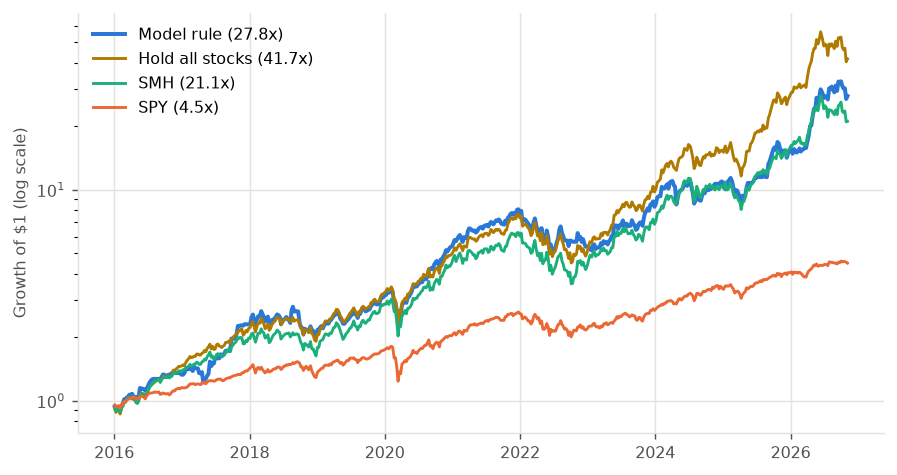 Model rule (27.8x)
Hold all stocks (41.7x)
SMH (21.1x)
SPY (4.5x)
Growth of $1 (log scale)
10¹
10⁰
2016 2018 2020 2022 2024 2026